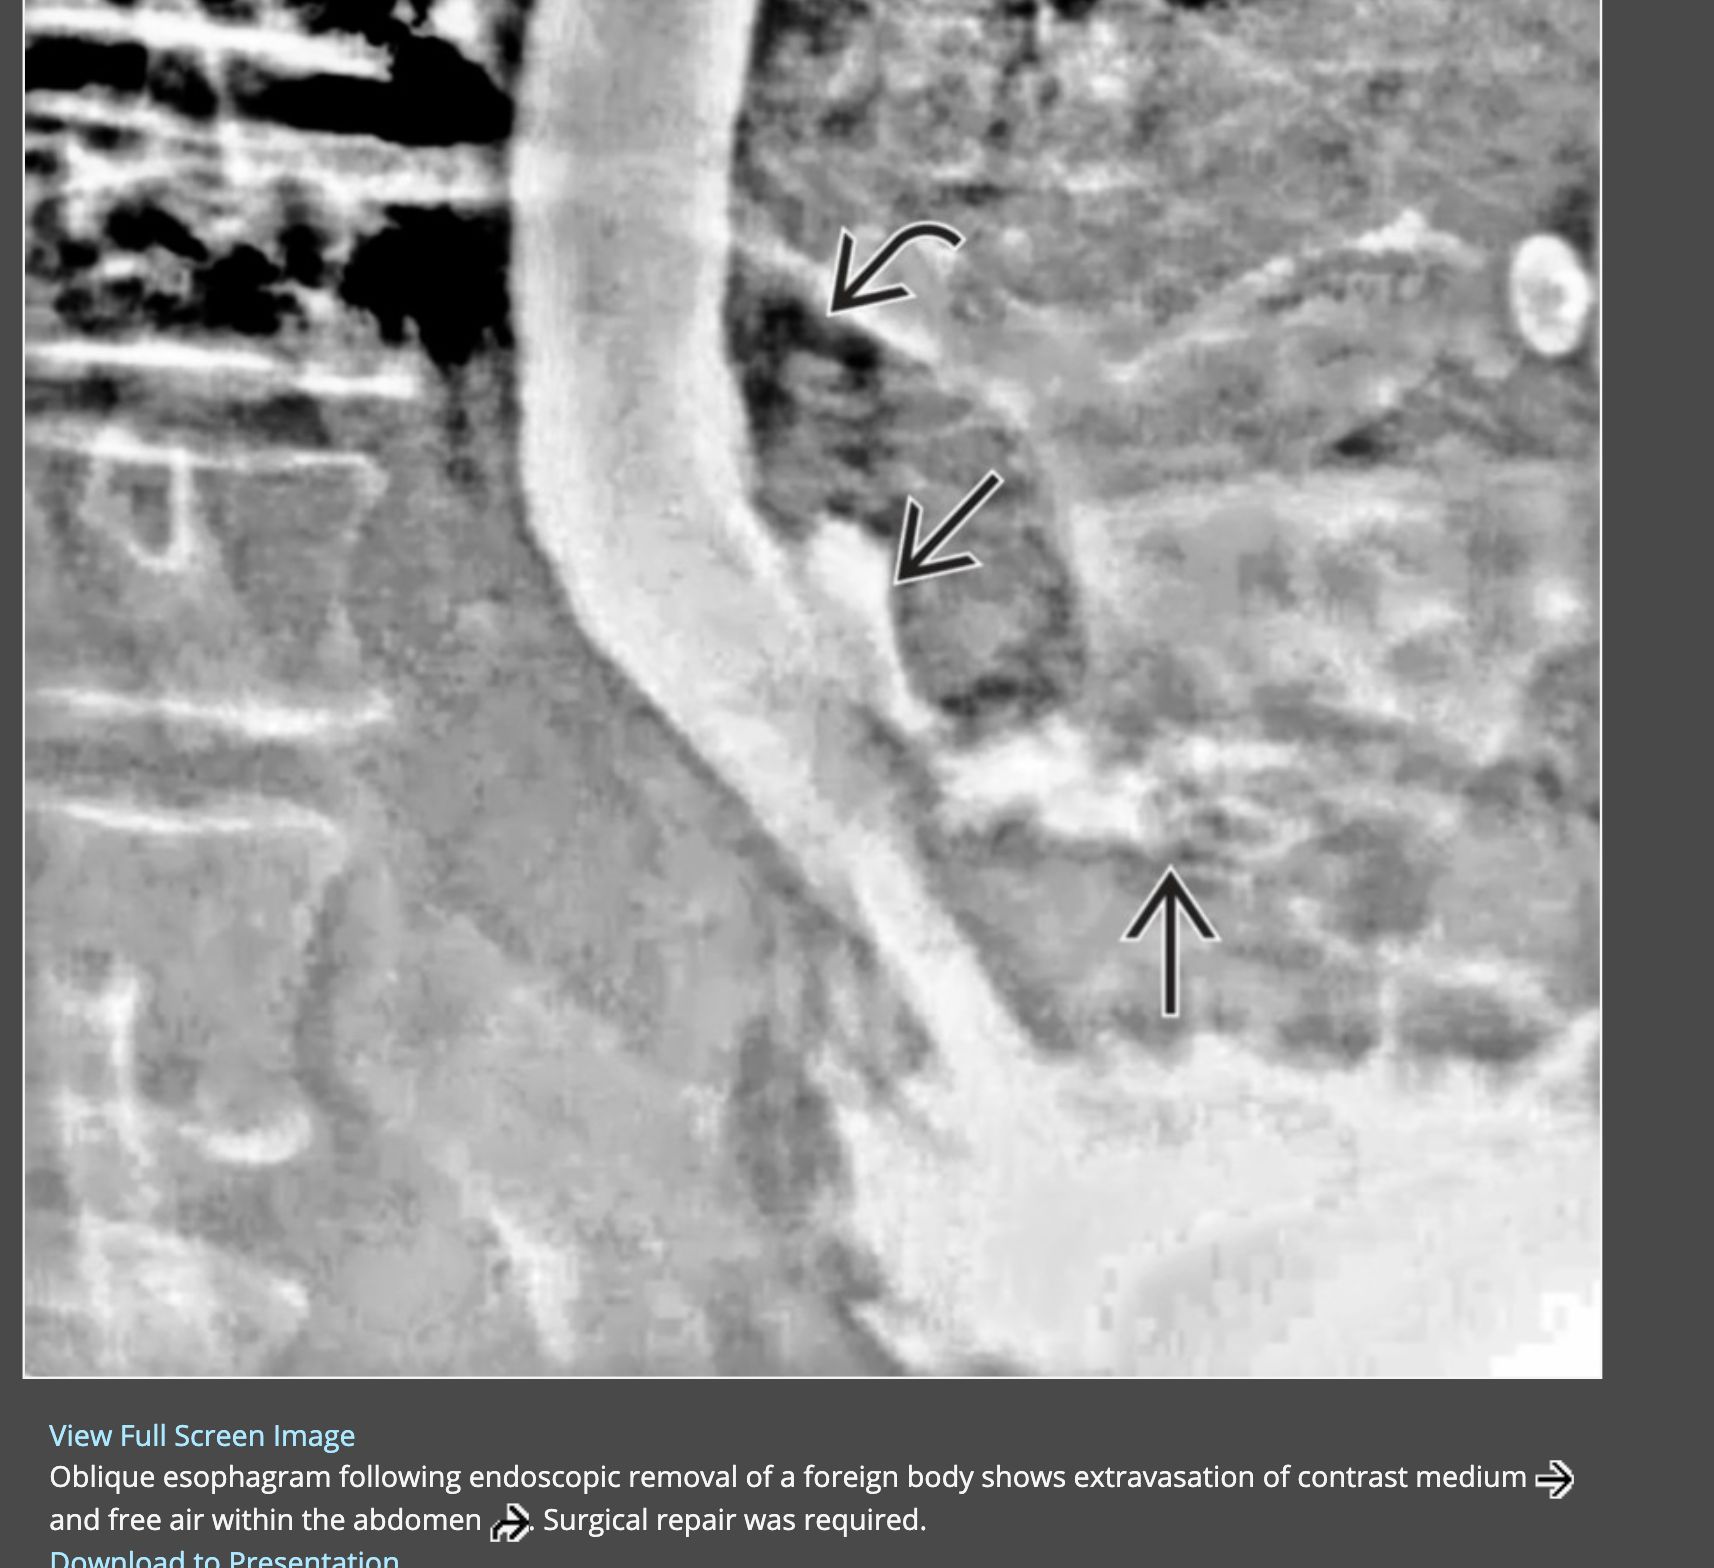 View Full Screen Image
Oblique esophagram following endoscopic removal of a foreign body shows extravasation of contrast medium
and free air within the abdomen . Surgical repair was required.
Download to Presentation